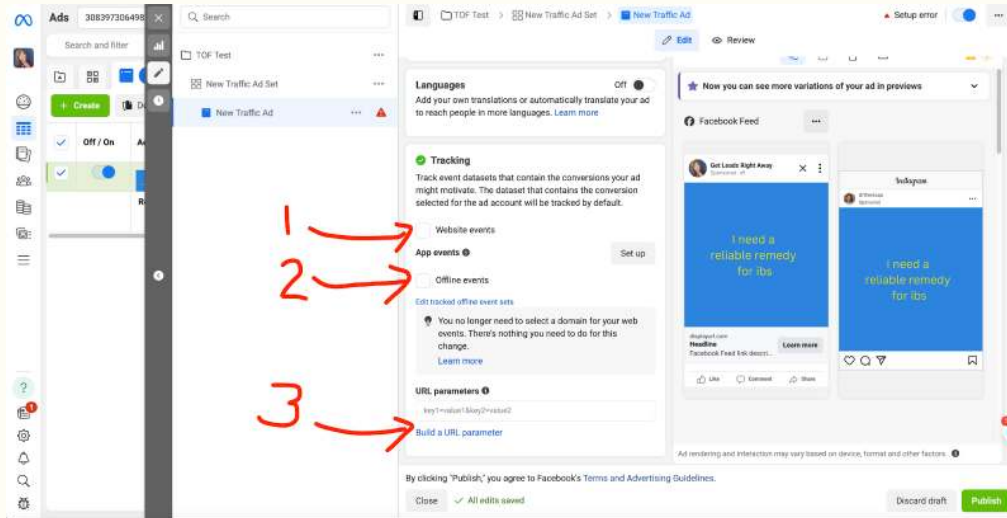 Ads
308397306498
Search and filter
Create
Off / On
Search
TOF Test
New Traffic Ad Set
New Traffic Ad
TOF Test > New Traffic Ad Set > New Traffic Ad
Setup error
Edit
Review
Languages
Off
Add your own translations or automatically translate your ad
to reach people in more languages. Learn more
Tracking
Track event datasets that contain the conversions your ad
might motivate. The dataset that contains the conversion
selected for the ad account will be tracked by default.
1
Website events
App events
Set up
2
Offline events
Edit tracked offline event sets
You no longer need to select a domain for your web
events. There's nothing you need to do for this
change.
Learn more
URL parameters
key1=value1&key2=value2
3
Build a URL parameter
Now you can see more variations of your ad in previews
Facebook Feed
Get Leads Right Away
Sponsored
I need a
reliable remedy
for ibs
Headline
Learn more
Facebook Feed link descri...
Like
Comment
Share
Instagram
Sponsored
I need a
reliable remedy
for ibs
Ad rendering and interaction may vary based on device, format and other factors.
By clicking "Publish," you agree to Facebook's Terms and Advertising Guidelines.
Close
All edits saved
Discard draft
Publish